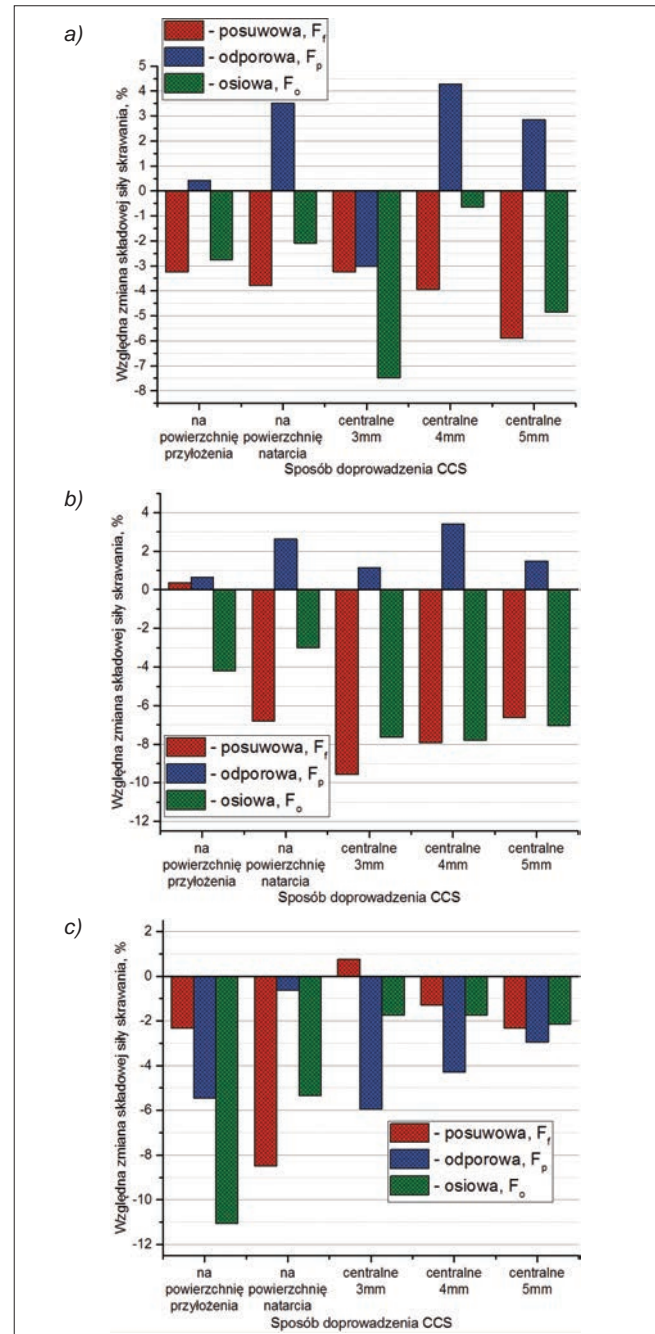 a)
- posuwowa, Ff
- odporowa, Fp
- osiowa, Fo
Względna zmiana składowej siły skrawania, %
5
4
3
2
1
0
-1
-2
-3
-4
-5
-6
-7
-8
na powierzchnię przyłożenia
na powierzchnię natarcia
centralne 3mm
centralne 4mm
centralne 5mm
Sposób doprowadzenia CCS
b)
Względna zmiana składowej siły skrawania, %
4
2
0
-2
-4
-6
-8
-10
-12
- posuwowa, Ff
- odporowa, Fp
- osiowa, Fo
na powierzchnię przyłożenia
na powierzchnię natarcia
centralne 3mm
centralne 4mm
centralne 5mm
Sposób doprowadzenia CCS
c)
Względna zmiana składowej siły skrawania, %
2
0
-2
-4
-6
-8
-10
-12
- posuwowa, Ff
- odporowa, Fp
- osiowa, Fo
na powierzchnię przyłożenia
na powierzchnię natarcia
centralne 3mm
centralne 4mm
centralne 5mm
Sposób doprowadzenia CCS